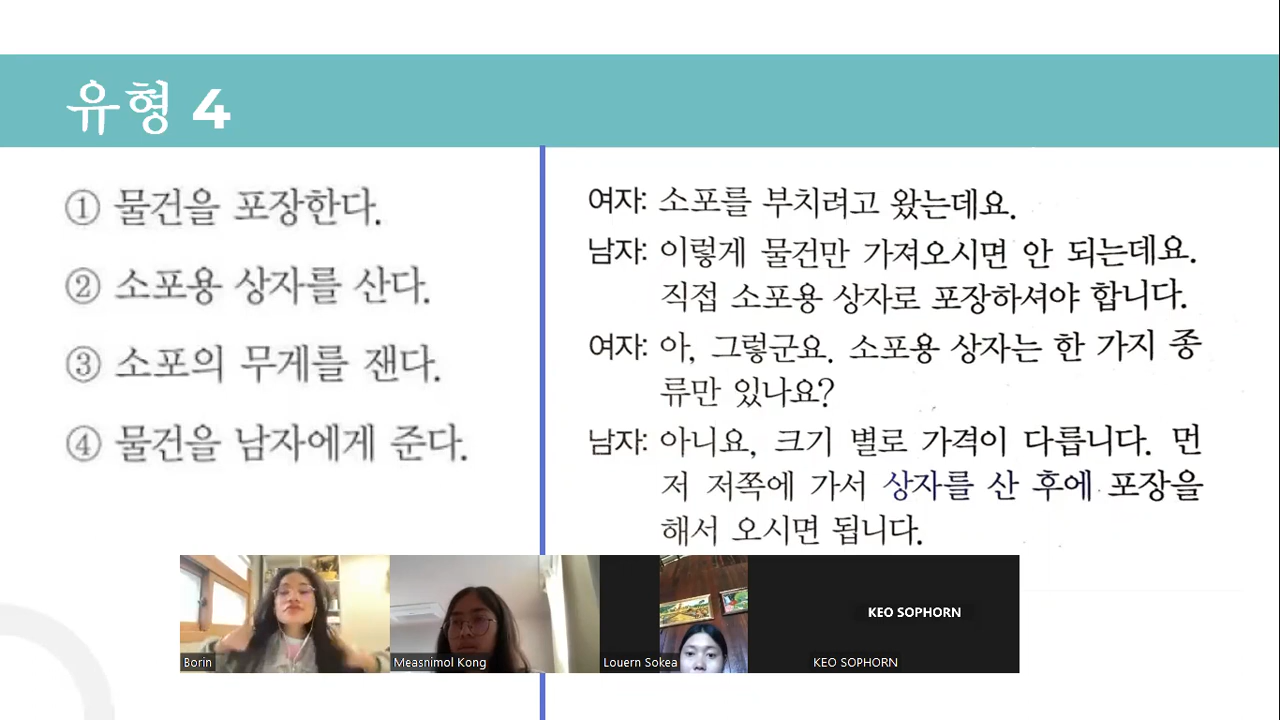 유형 4
① 물건을 포장한다.
② 소포용 상자를 산다.
③ 소포의 무게를 잰다.
④ 물건을 남자에게 준다.
여자: 소포를 부치려고 왔는데요.
남자: 이렇게 물건만 가져오시면 안 되는데요.
직접 소포용 상자로 포장하셔야 합니다.
여자: 아, 그렇군요. 소포용 상자는 한 가지 종
류만 있나요?
남자: 아니요, 크기 별로 가격이 다릅니다. 먼
저 저쪽에 가서 상자를 산 후에 포장을
해서 오시면 됩니다.
Borin
Measnimol Kong
Louern Sokea
KEO SOPHORN
KEO SOPHORN